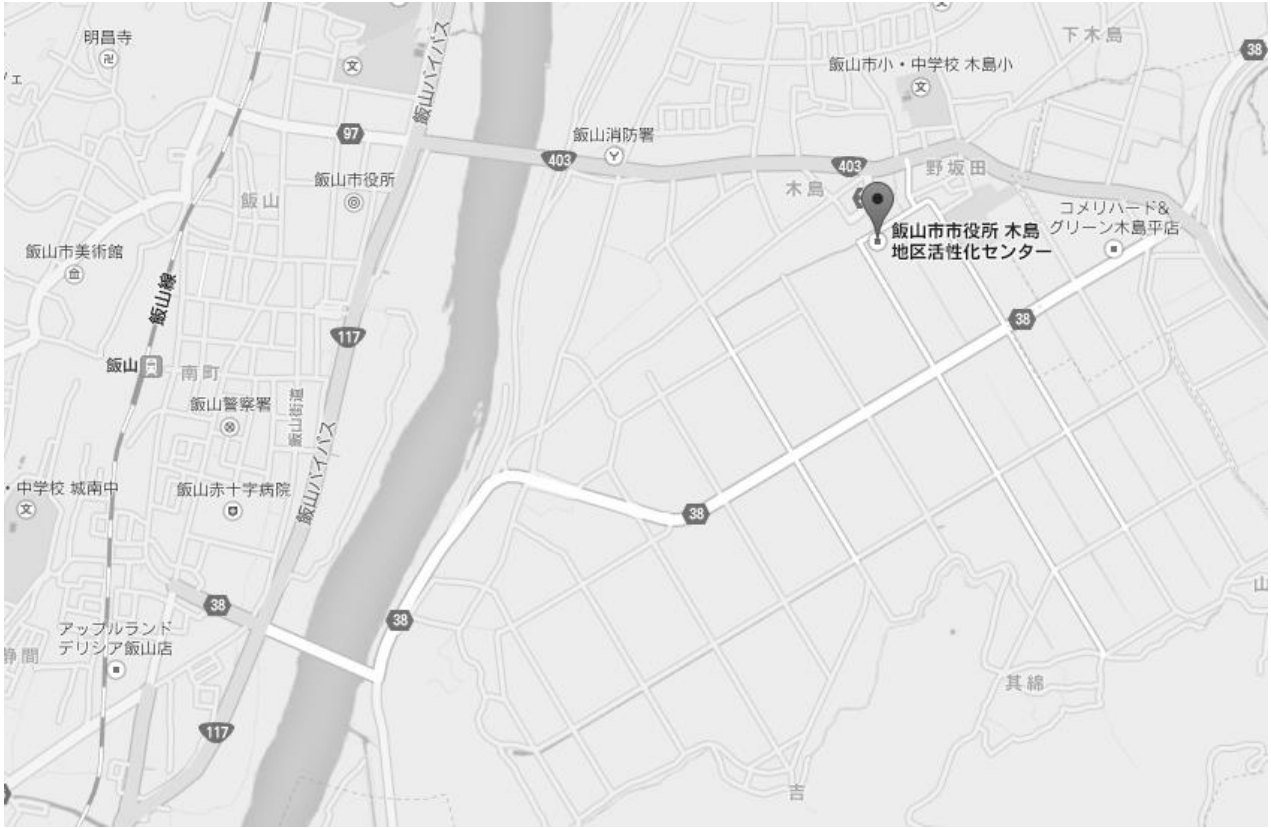 明昌寺
下木島
38
飯山市小・中学校 木島小
ェ
飯山バイパス
97
飯山消防署
403
403
野坂田
飯山市役所
木島
飯山
コメリハード&
グリーン木島平店
飯山市市役所 木島
地区活性化センター
飯山市美術館
飯山線
38
117
飯山
南町
飯山警察署
飯山街道
飯山バイパス
・中学校 城南中
飯山赤十字病院
38
38
38
山
アップルランド
デリシア飯山店
静間
其綿
117
吉
文
文
文
文